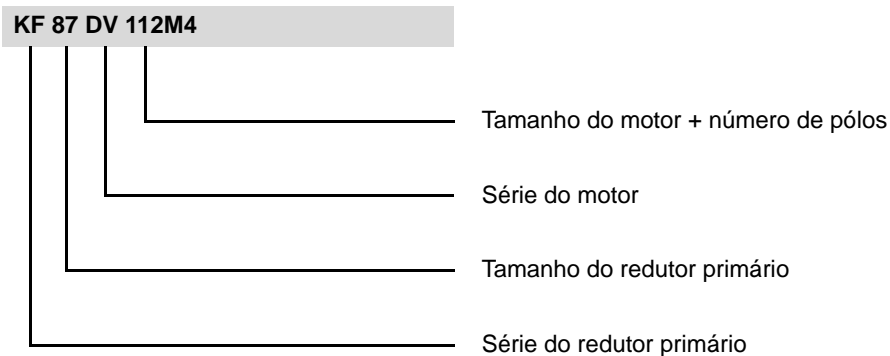 KF 87 DV 112M4
Tamanho do motor + número de pólos
Série do motor
Tamanho do redutor primário
Série do redutor primário